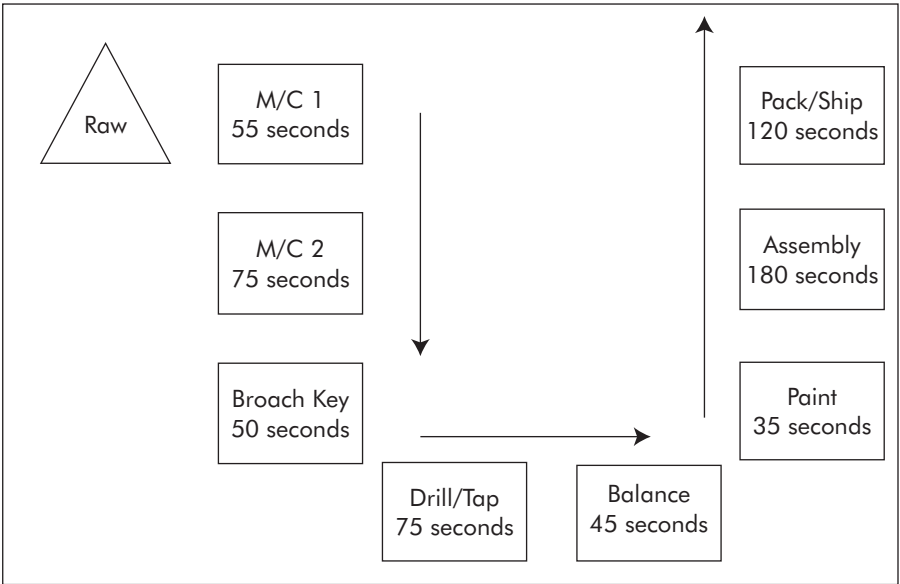 Raw
M/C 1
55 seconds
M/C 2
75 seconds
Broach Key
50 seconds
Drill/Tap
75 seconds
Balance
45 seconds
Paint
35 seconds
Assembly
180 seconds
Pack/Ship
120 seconds